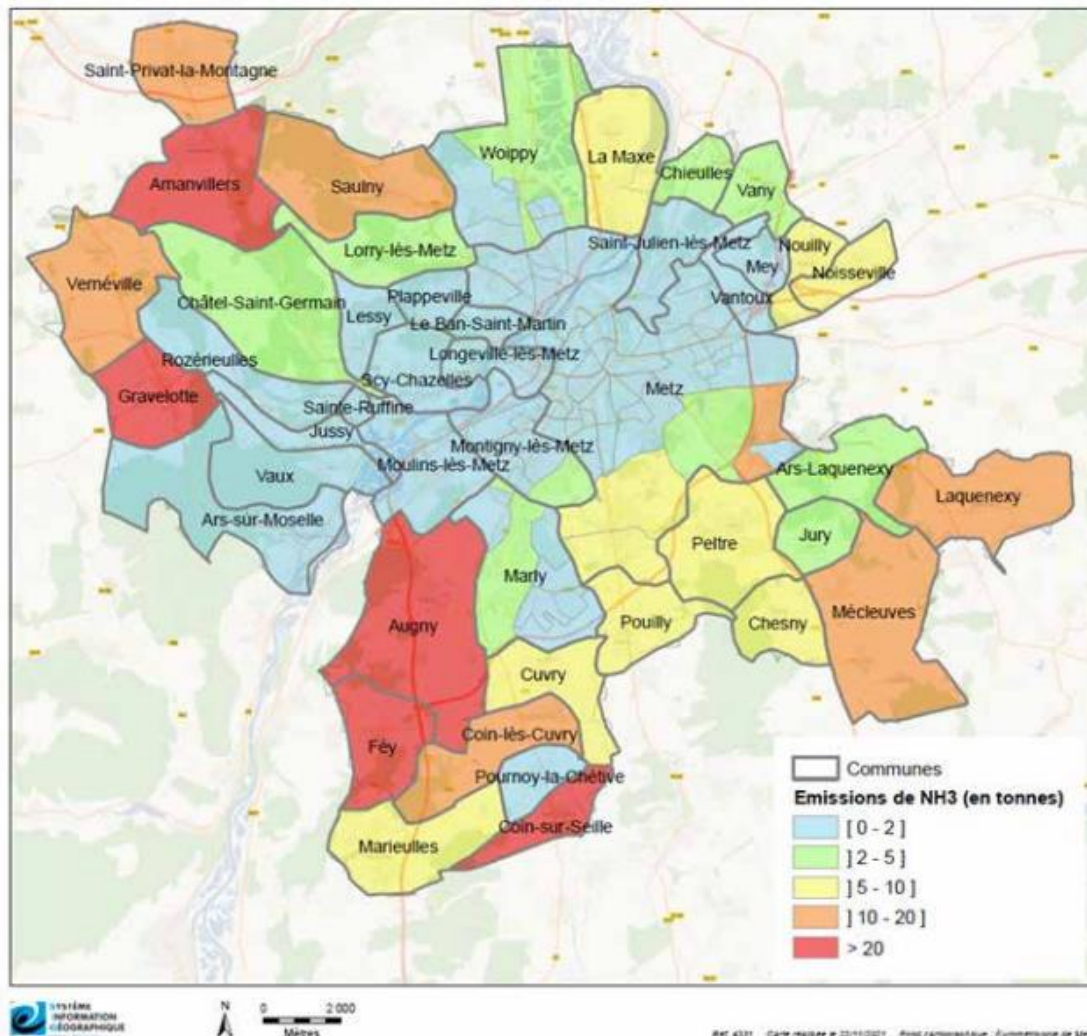 Saint-Privat-la-Montagne
Amanvillers
Saulny
Woippy
La Maxe
Chieulles
Vany
Vernéville
Châtel-Saint-Germain
Lorry-lès-Metz
Saint-Julien-lès-Metz
Nouilly
Mey
Noisseville
Plappeville
Vantoux
Lessy
Le Ban-Saint-Martin
Rozérieulles
Longeville-lès-Metz
Scy-Chazelles
Metz
Gravelotte
Sainte-Ruffine
Jussy
Montigny-lès-Metz
Vaux
Moulins-lès-Metz
Ars-Laquenexy
Laquenexy
Ars-sur-Moselle
Jury
Peltre
Marly
Augny
Pouilly
Chesny
Mécleuves
Cuvry
Féy
Coin-lès-Cuvry
Pournoy-la-Chétive
Coin-sur-Seille
Marieulles
Communes
Emissions de NH3 (en tonnes)
[ 0 - 2 ]
] 2 - 5 ]
] 5 - 10 ]
] 10 - 20 ]
> 20
SYSTÈME
INFORMATION
GÉOGRAPHIQUE
N
0 2 000
Mètres